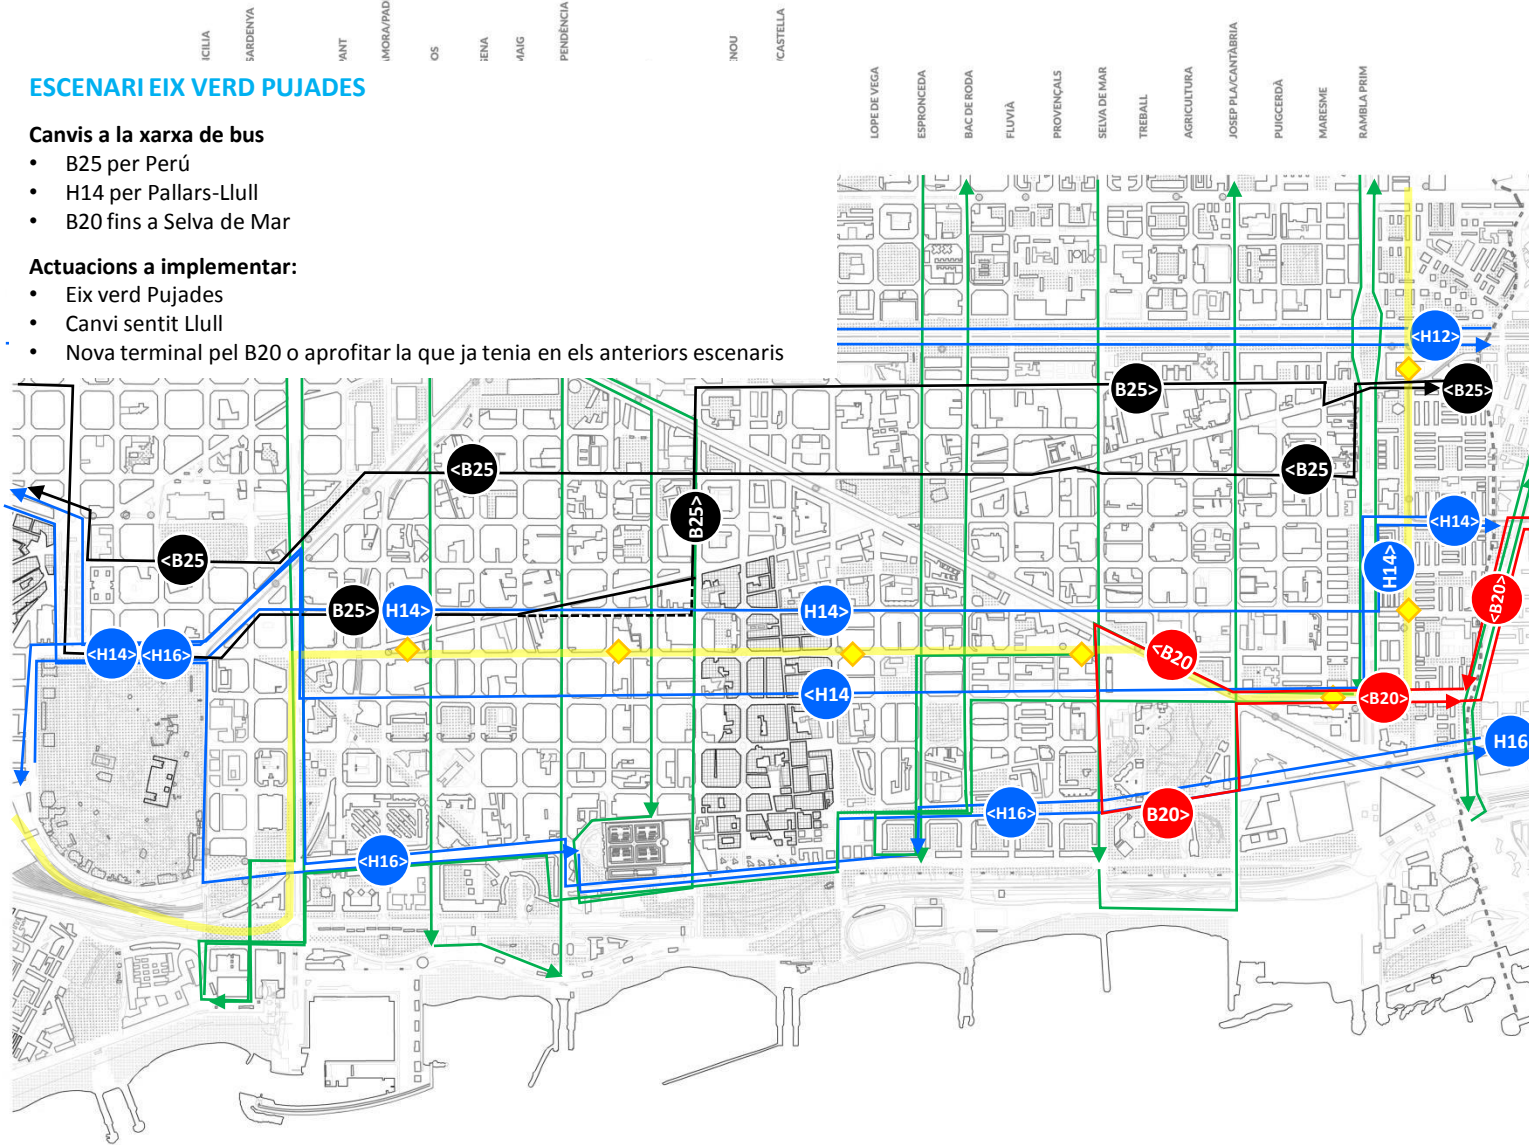 ICILIA
SARDENYA
PENDÈNCIA
/CASTELLA
LOPE DE VEGA
ESPRONCEDA
BAC DE RODA
FLUVIÀ
PROVENÇALS
SELVA DE MAR
TREBALL
AGRICULTURA
JOSEP PLA/CANTÀBRIA
PUIGCERDÀ
MARESME
RAMBLA PRIM
ESCENARI EIX VERD PUJADES
Canvis a la xarxa de bus
• B25 per Perú
• H14 per Pallars-Llull
• B20 fins a Selva de Mar
Actuacions a implementar:
• Eix verd Pujades
• Canvi sentit Llull
• Nova terminal pel B20 o aprofitar la que ja tenia en els anteriors escenaris
<H12>
B25>
<B25>
<B25
<B25
B25>
<H14>
<B25
H14>
<B20>
B25>
H14>
H14>
<H14>
<H16>
<B20
<H14
<B20>
H16
<H16>
B20>
<H16>